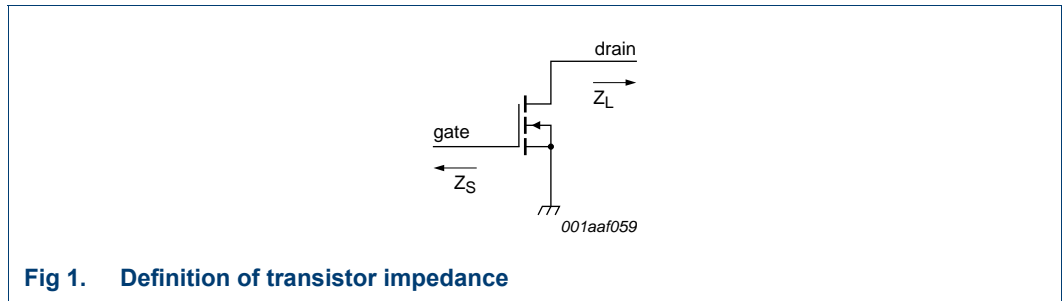 drain
Z_L
gate
Z_S
001aaf059
Fig 1. Definition of transistor impedance